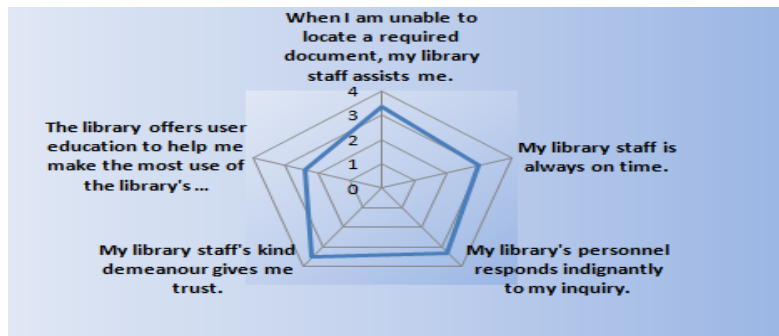 When I am unable to
locate a required
document, my library
staff assists me.
4
3
2
1
0
My library staff is
always on time.
My library's personnel
responds indignantly
to my inquiry.
My library staff's kind
demeanour gives me
trust.
The library offers user
education to help me
make the most use of
the library's ...